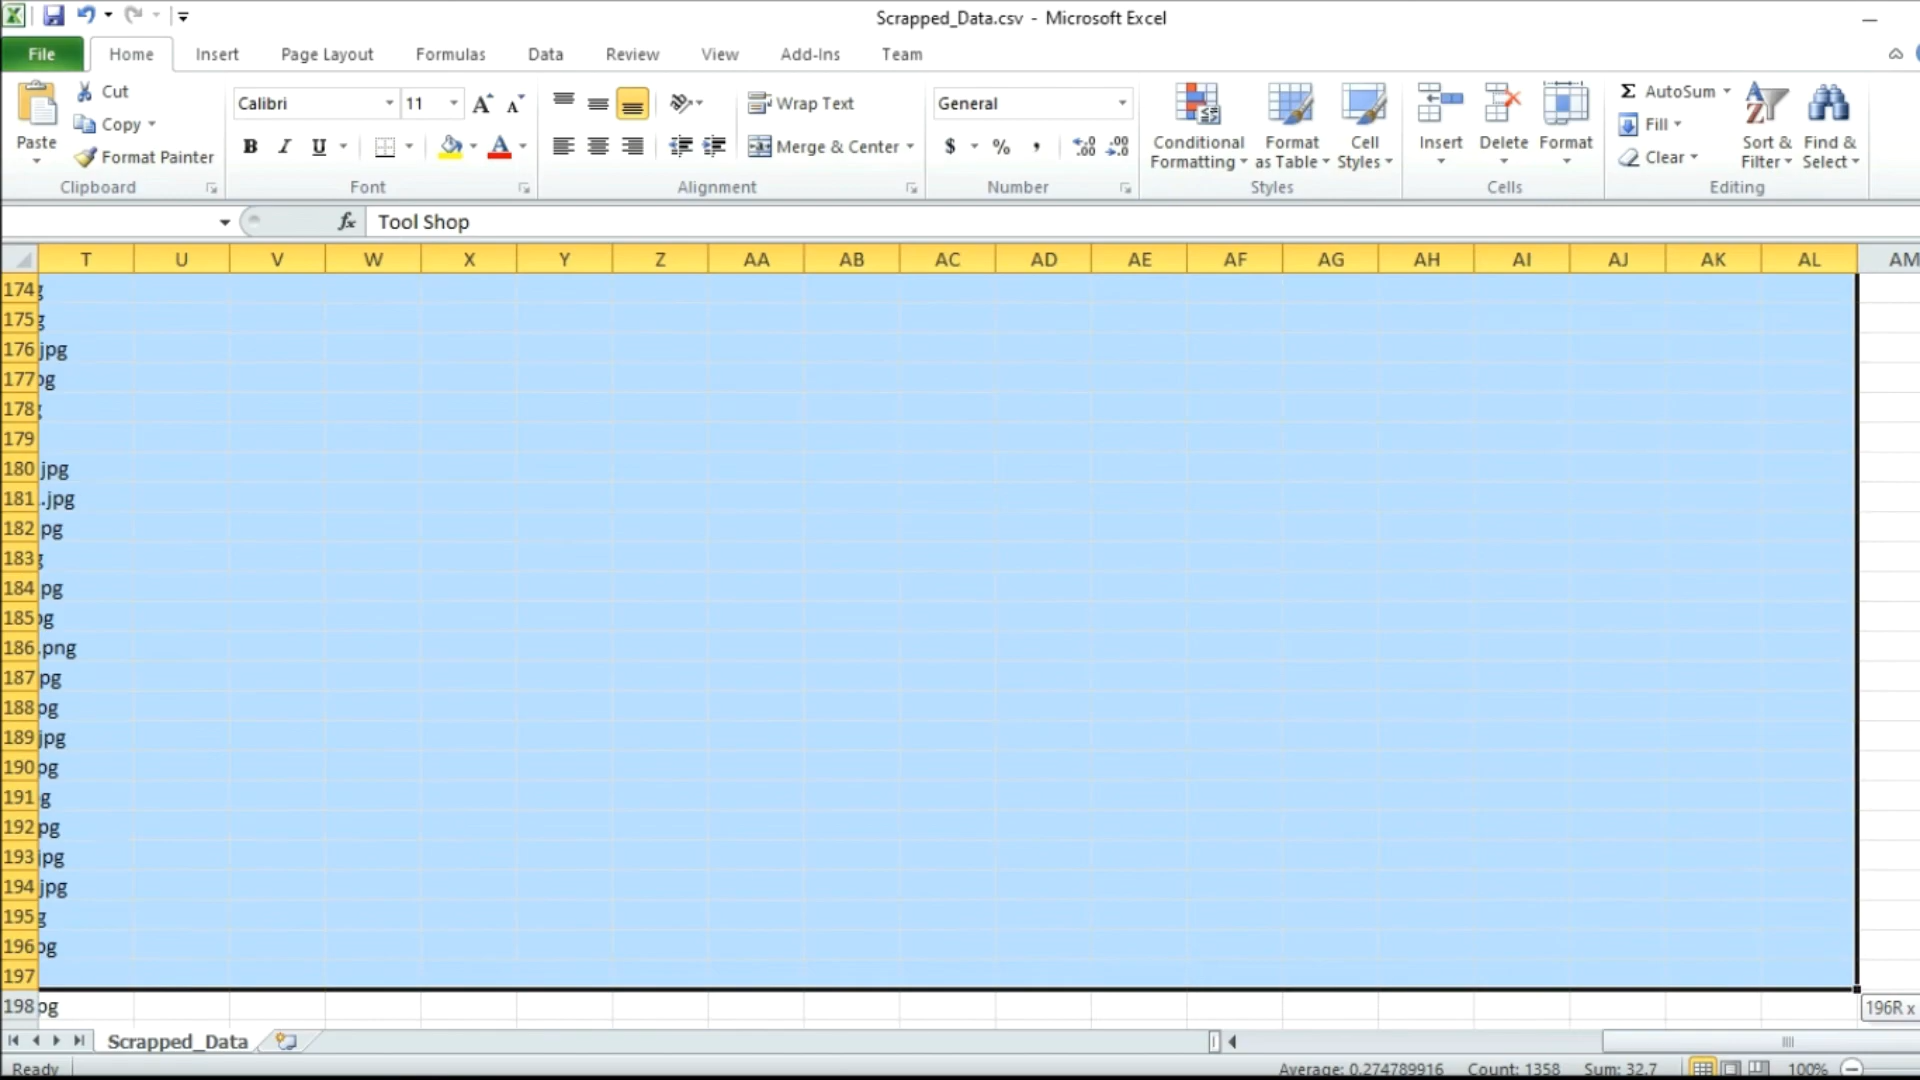 Scrapped_Data.csv - Microsoft Excel
File Home Insert Page Layout Formulas Data Review View Add-Ins Team
Paste
Cut
Copy
Format Painter
Clipboard
Calibri 11
B I U A
Font
Wrap Text
Merge & Center
Alignment
General
$ % , .00 .00
Number
Conditional Formatting
Format as Table
Cell Styles
Styles
Insert Delete Format
Cells
Σ AutoSum
Fill
Clear
Sort & Filter
Find & Select
Editing
fx Tool Shop
T U V W X Y Z AA AB AC AD AE AF AG AH AI AJ AK AL AM
174 g
175 g
176 jpg
177 pg
178 g
179
180 jpg
181 .jpg
182 pg
183 g
184 pg
185 pg
186 .png
187 pg
188 pg
189 jpg
190 pg
191 g
192 pg
193 jpg
194 jpg
195 g
196 pg
197
198 pg
196R x
Scrapped_Data
Ready Average: 0.274789916 Count: 1358 Sum: 32.7 100%